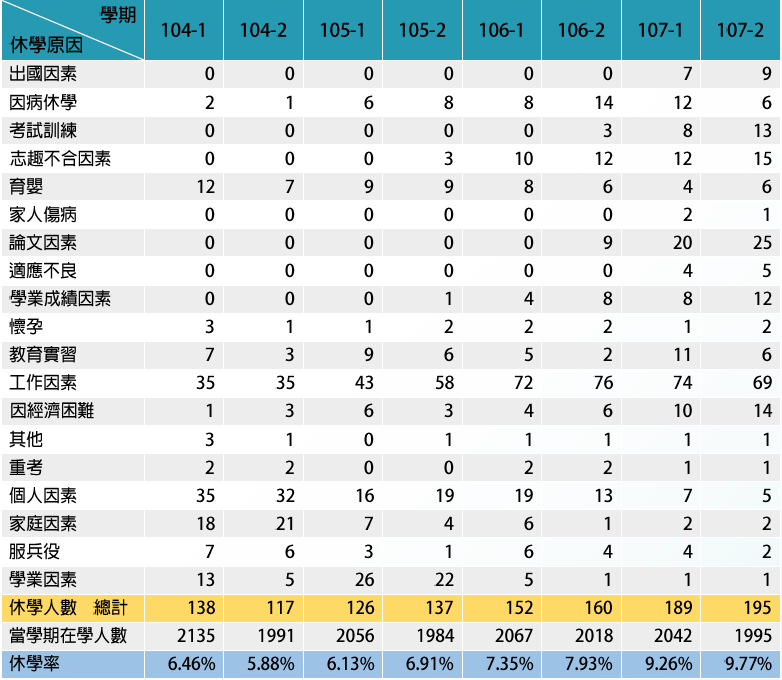 學期 104-1 104-2 105-1 105-2 106-1 106-2 107-1 107-2
休學原因
出國因素 0 0 0 0 0 0 7 9
因病休學 2 1 6 8 8 14 12 6
考試訓練 0 0 0 0 0 3 8 13
志趣不合因素 0 0 0 3 10 12 12 15
育嬰 12 7 9 9 8 6 4 6
家人傷病 0 0 0 0 0 0 2 1
論文因素 0 0 0 0 0 9 20 25
適應不良 0 0 0 0 0 0 4 5
學業成績因素 0 0 0 1 4 8 8 12
懷孕 3 1 1 2 2 2 1 2
教育實習 7 3 9 6 5 2 11 6
工作因素 35 35 43 58 72 76 74 69
因經濟困難 1 3 6 3 4 6 10 14
其他 3 1 0 1 1 1 1 1
重考 2 2 0 0 2 2 1 1
個人因素 35 32 16 19 19 13 7 5
家庭因素 18 21 7 4 6 1 2 2
服兵役 7 6 3 1 6 4 4 2
學業因素 13 5 26 22 5 1 1 1
休學人數 總計 138 117 126 137 152 160 189 195
當學期在學人數 2135 1991 2056 1984 2067 2018 2042 1995
休學率 6.46% 5.88% 6.13% 6.91% 7.35% 7.93% 9.26% 9.77%